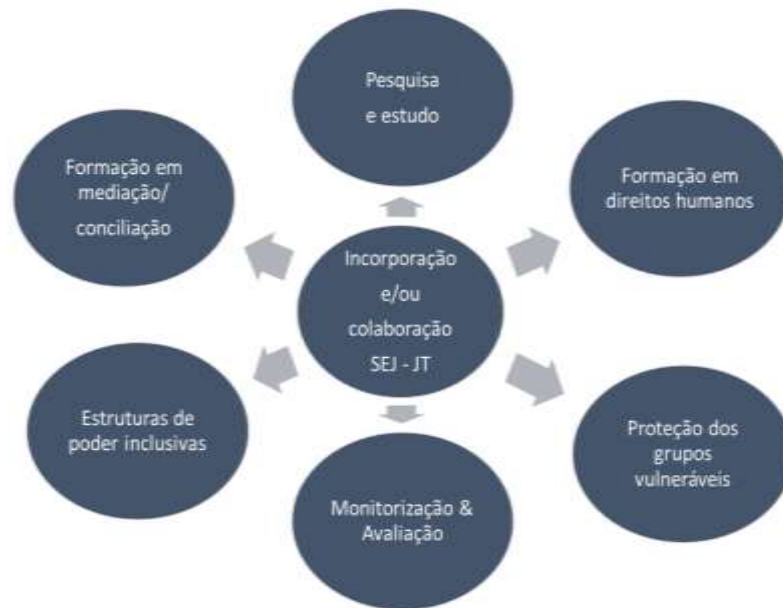 Pesquisa
e estudo
Formação em
mediação/
conciliação
Formação em
direitos humanos
Incorporação
e/ou
colaboração
SEJ - JT
Estruturas de
poder inclusivas
Proteção dos
grupos
vulneráveis
Monitorização &
Avaliação